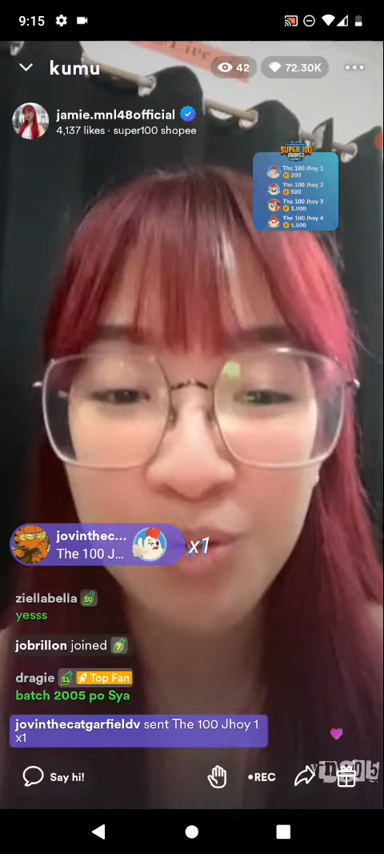 9:15
kumu
42
72.30K
jamie.mnl48official
4,137 likes · super100 shopee
SUPER 100
The 100 Jhoy 1
200
The 100 Jhoy 2
500
The 100 Jhoy 3
1,000
The 100 Jhoy 4
5,000
jovinthec...
The 100 J...
x1
ziellabella
yesss
jobrillon joined
dragie Top Fan
batch 2005 po Sya
jovinthecatgarfieldv sent The 100 Jhoy 1
x1
Say hi!
•REC